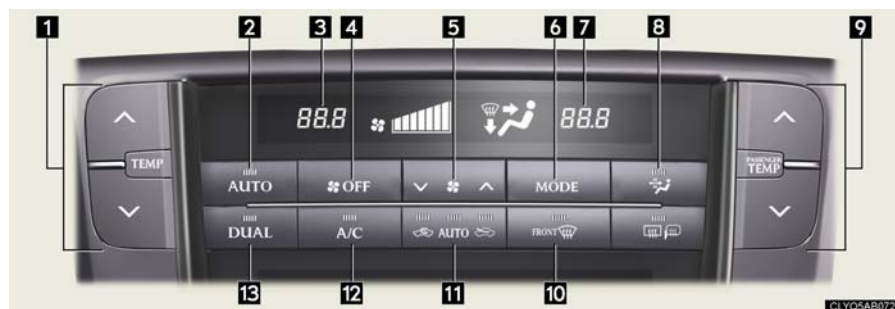 1 2 3 4 5 6 7 8 9
88.8 88.8
TEMP AUTO OFF MODE PASSENGER TEMP
DUAL A/C AUTO FRONT
13 12 11 10
CLYO5AB072